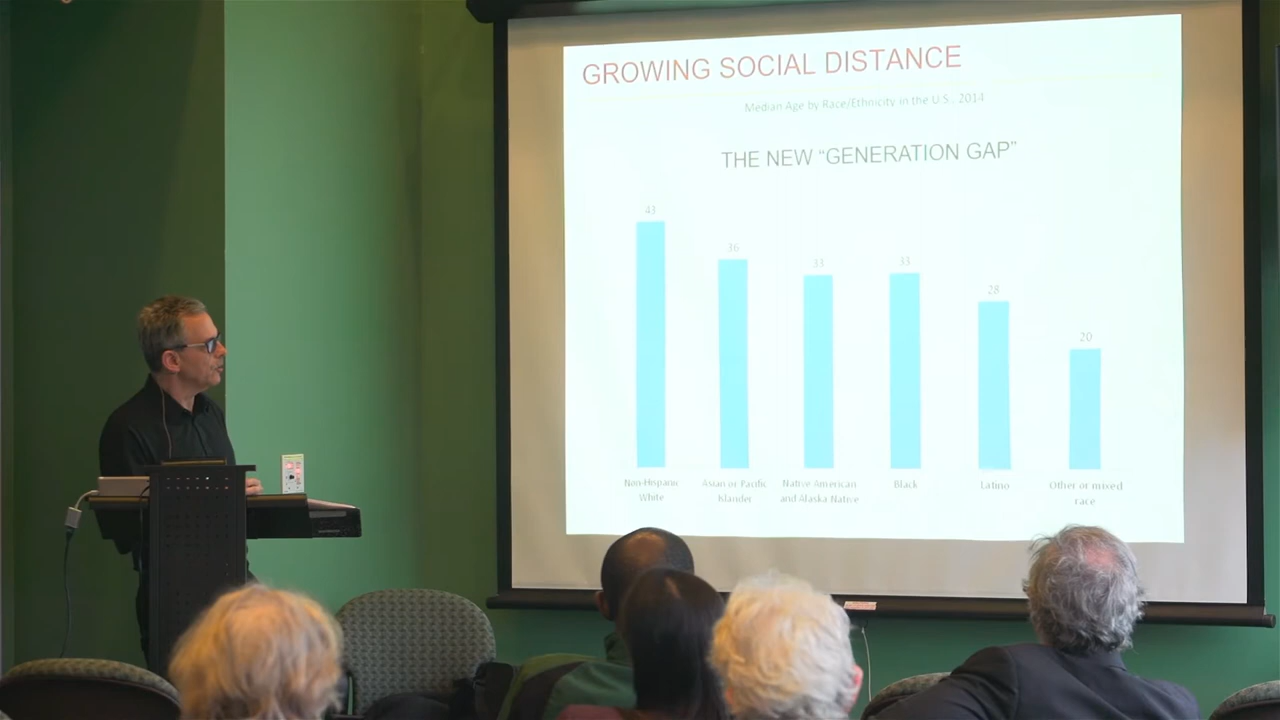 GROWING SOCIAL DISTANCE
Median Age by Race/Ethnicity in the U.S., 2014
THE NEW “GENERATION GAP”
43
36
33
33
28
20
Non-Hispanic
White
Asian or Pacific
Islander
Native American
and Alaska Native
Black
Latino
Other or mixed
race